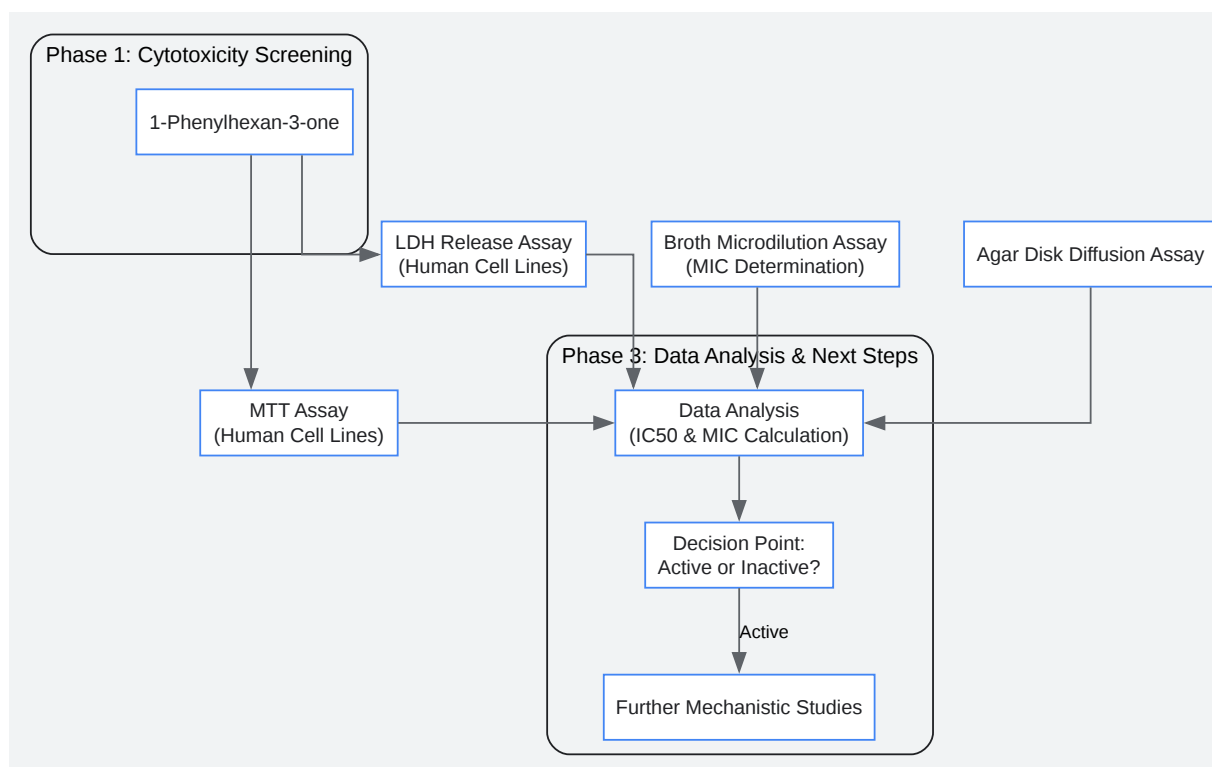 Phase 1: Cytotoxicity Screening
1-Phenylhexan-3-one
LDH Release Assay
(Human Cell Lines)
Broth Microdilution Assay
(MIC Determination)
Agar Disk Diffusion Assay
Phase 3: Data Analysis & Next Steps
MTT Assay
(Human Cell Lines)
Data Analysis
(IC50 & MIC Calculation)
Decision Point:
Active or Inactive?
Active
Further Mechanistic Studies